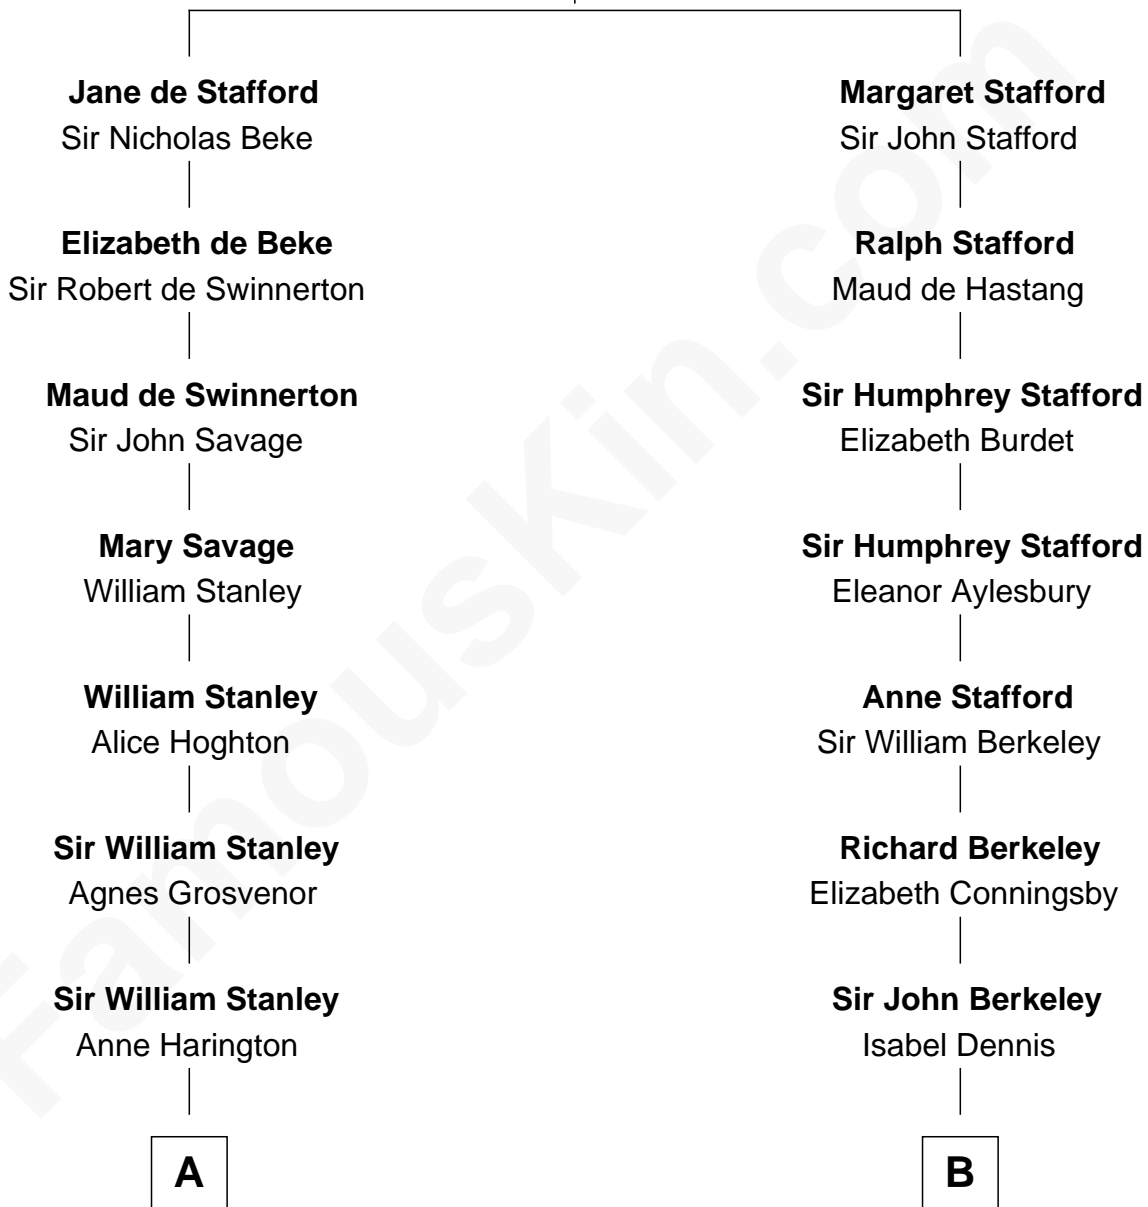 Jane de Stafford
Sir Nicholas Beke
Elizabeth de Beke
Sir Robert de Swinnerton
Maud de Swinnerton
Sir John Savage
Mary Savage
William Stanley
William Stanley
Alice Hoghton
Sir William Stanley
Agnes Grosvenor
Sir William Stanley
Anne Harington
A
Margaret Stafford
Sir John Stafford
Ralph Stafford
Maud de Hastang
Sir Humphrey Stafford
Elizabeth Burdet
Sir Humphrey Stafford
Eleanor Aylesbury
Anne Stafford
Sir William Berkeley
Richard Berkeley
Elizabeth Conningsby
Sir John Berkeley
Isabel Dennis
B
FamousKin.com